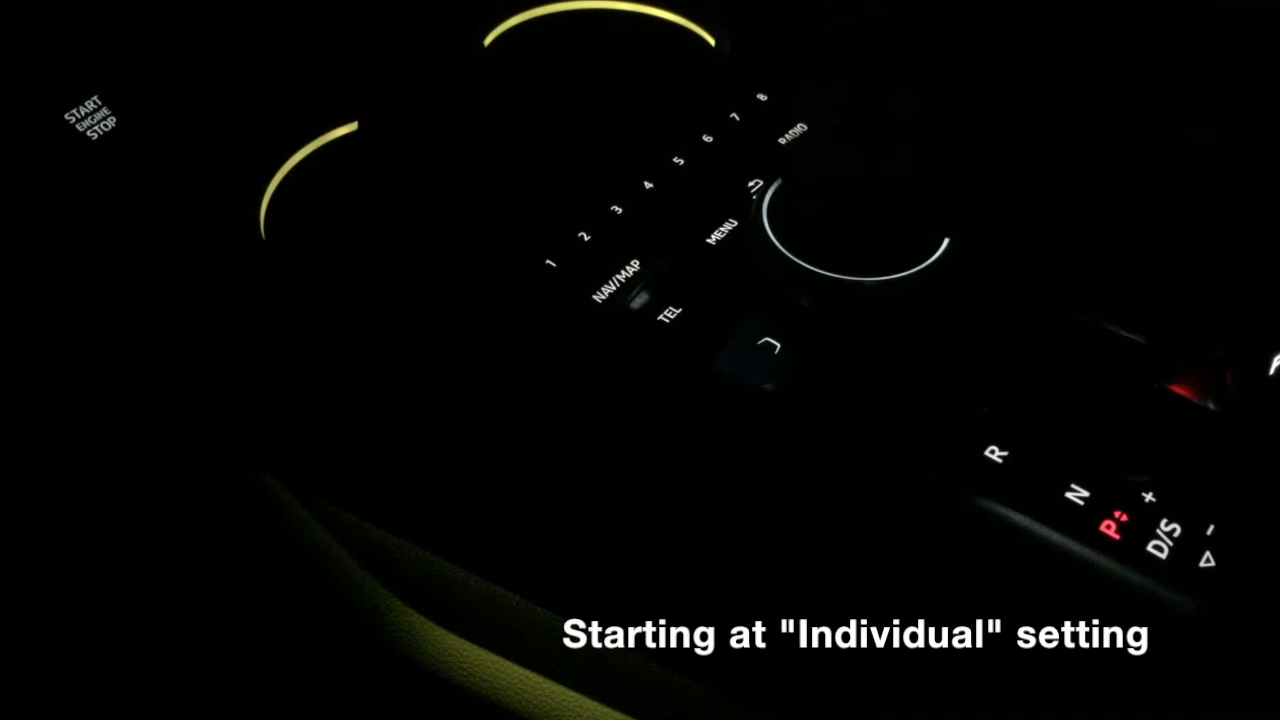 START
ENGINE
STOP
1 2 3 4 5 6 7 8
RADIO
MENU
NAV/MAP
TEL
R
N
P
+
D/S
-
Starting at "Individual" setting